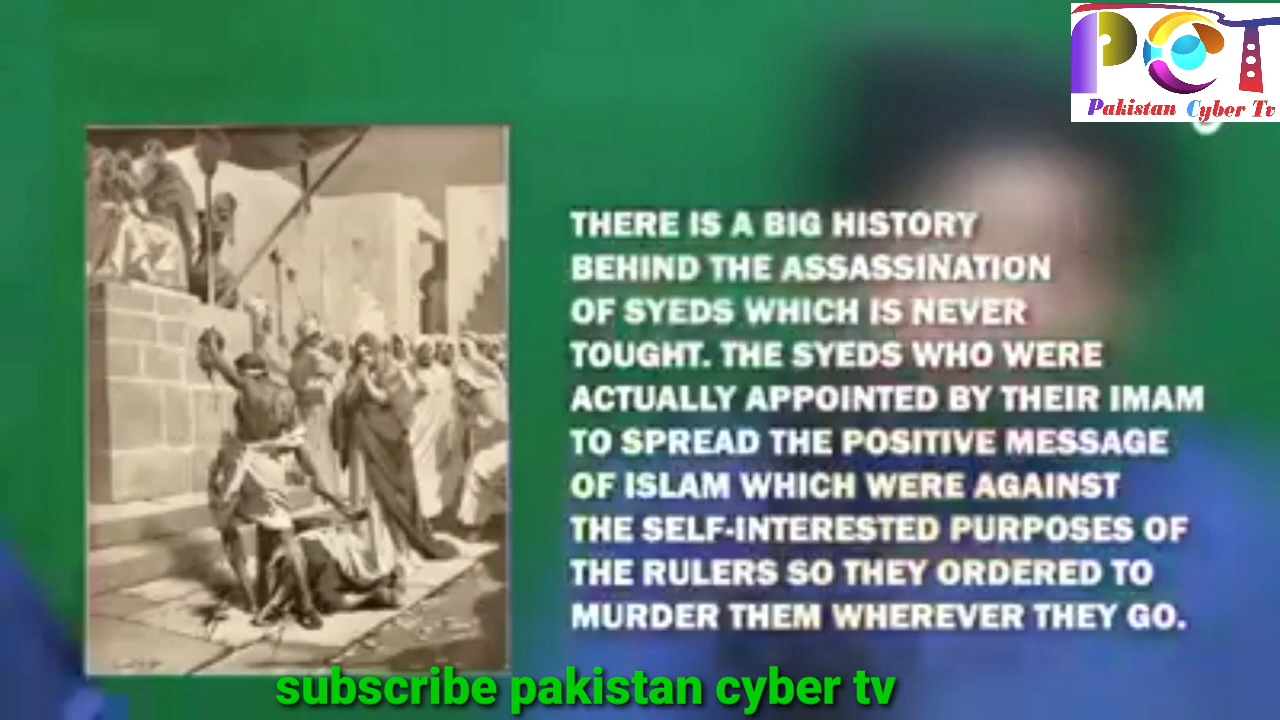 PCT
Pakistan Cyber Tv
THERE IS A BIG HISTORY
BEHIND THE ASSASSINATION
OF SYEDS WHICH IS NEVER
TOUGHT. THE SYEDS WHO WERE
ACTUALLY APPOINTED BY THEIR IMAM
TO SPREAD THE POSITIVE MESSAGE
OF ISLAM WHICH WERE AGAINST
THE SELF-INTERESTED PURPOSES OF
THE RULERS SO THEY ORDERED TO
MURDER THEM WHEREVER THEY GO.
subscribe pakistan cyber tv